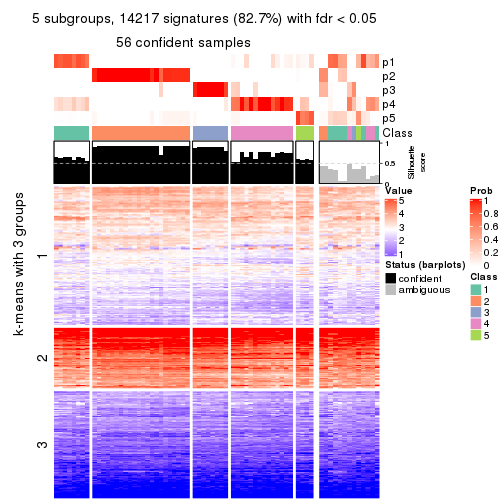 5 subgroups, 14217 signatures (82.7%) with fdr < 0.05
56 confident samples
p1
p2
p3
p4
p5
Class
1
0.5
0
Silhouette
score
k-means with 3 groups
1
2
3
Value
5
4
3
2
1
Status (barplots)
confident
ambiguous
Prob
1
0.8
0.6
0.4
0.2
0
Class
1
2
3
4
5